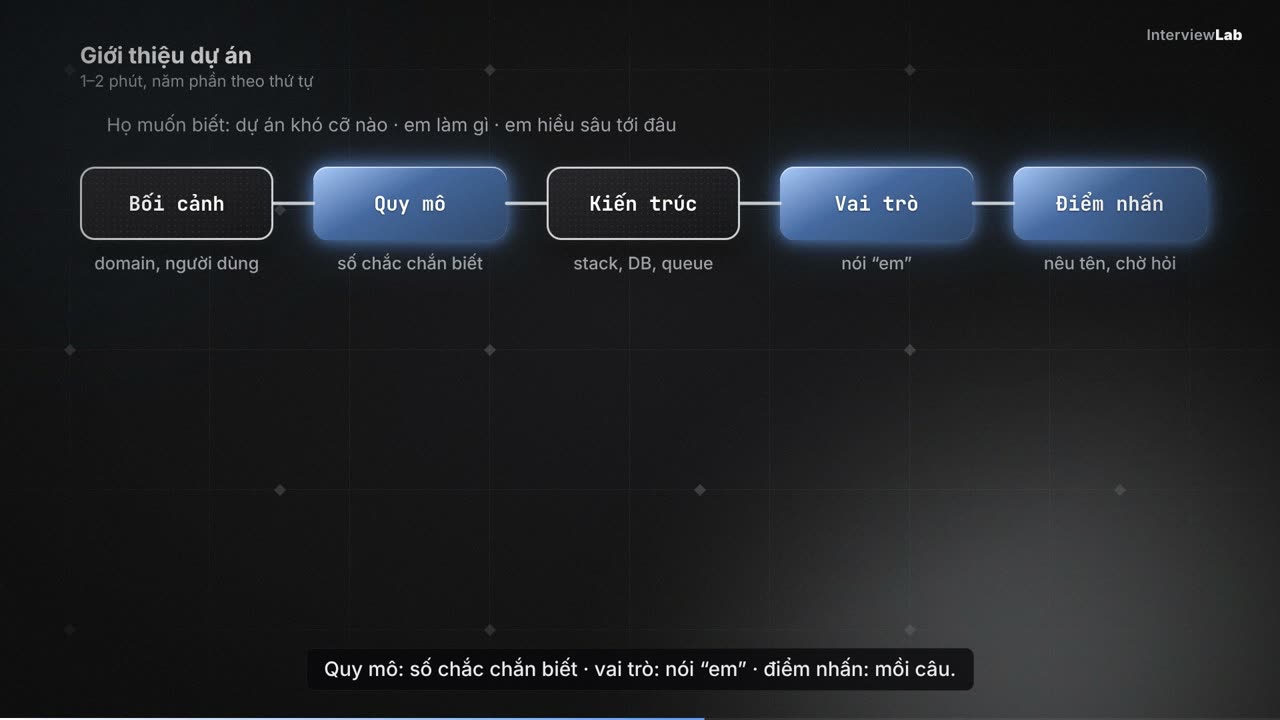 InterviewLab
Giới thiệu dự án
1–2 phút, năm phần theo thứ tự
Họ muốn biết: dự án khó cỡ nào · em làm gì · em hiểu sâu tới đâu
Bối cảnh
Quy mô
Kiến trúc
Vai trò
Điểm nhấn
domain, người dùng
số chắc chắn biết
stack, DB, queue
nói “em”
nêu tên, chờ hỏi
Quy mô: số chắc chắn biết · vai trò: nói “em” · điểm nhấn: mồi câu.